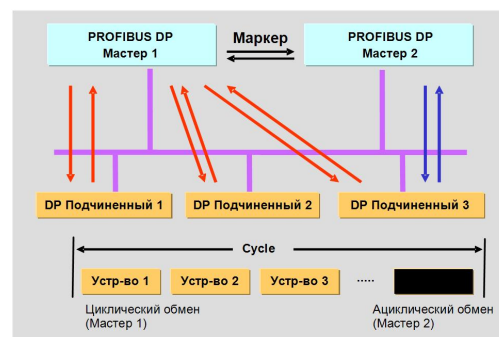 PROFIBUS DP
Мастер 1
Маркер
PROFIBUS DP
Мастер 2
DP Подчиненный 1
DP Подчиненный 2
DP Подчиненный 3
Cycle
Устр-во 1
Устр-во 2
Устр-во 3
.....
Циклический обмен
(Мастер 1)
Ациклический обмен
(Мастер 2)